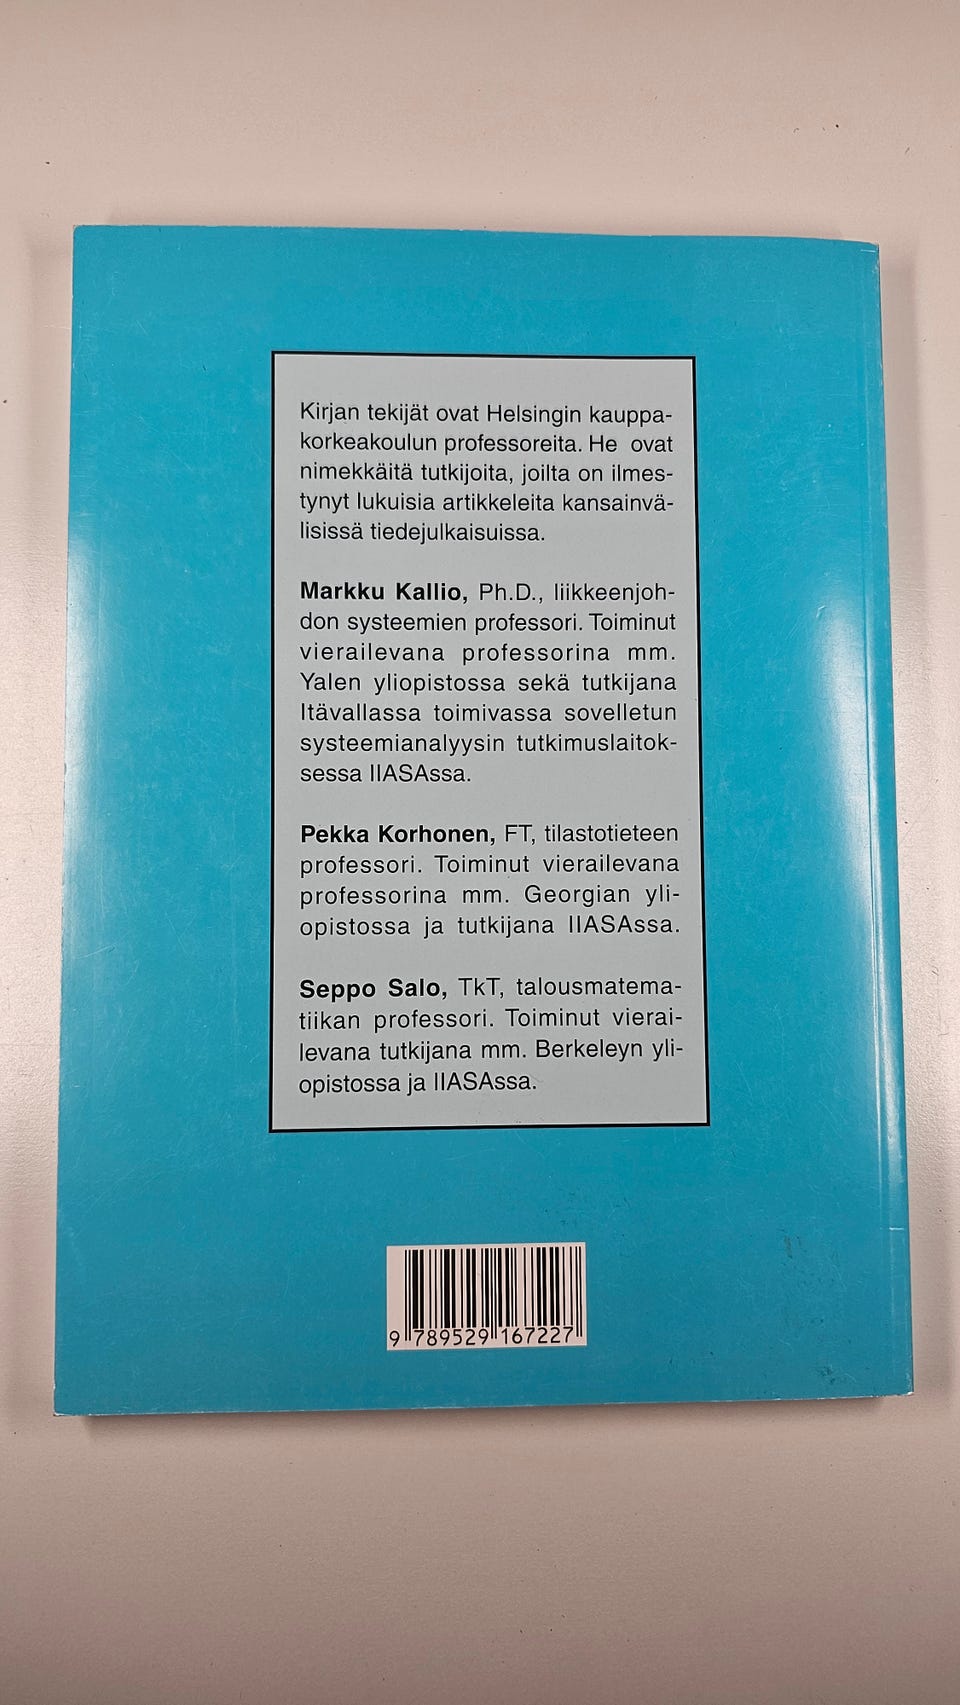 Kirjan tekijät ovat Helsingin kauppa-
korkeakoulun professoreita. He ovat
nimekkäitä tutkijoita, joilta on ilmes-
tynyt lukuisia artikkeleita kansainvä-
lisissä tiedejulkaisuissa.
Markku Kallio, Ph.D., liikkeenjoh-
don systeemien professori. Toiminut
vierailevana professorina mm.
Yalen yliopistossa sekä tutkijana
Itävallassa toimivassa sovelletun
systeemianalyysin tutkimuslaitok-
sessa IIASAssa.
Pekka Korhonen, FT, tilastotieteen
professori. Toiminut vierailevana
professorina mm. Georgian yli-
opistossa ja tutkijana IIASAssa.
Seppo Salo, TkT, talousmatema-
tiikan professori. Toiminut vierai-
levana tutkijana mm. Berkeleyn yli-
opistossa ja IIASAssa.
9 789529 167227